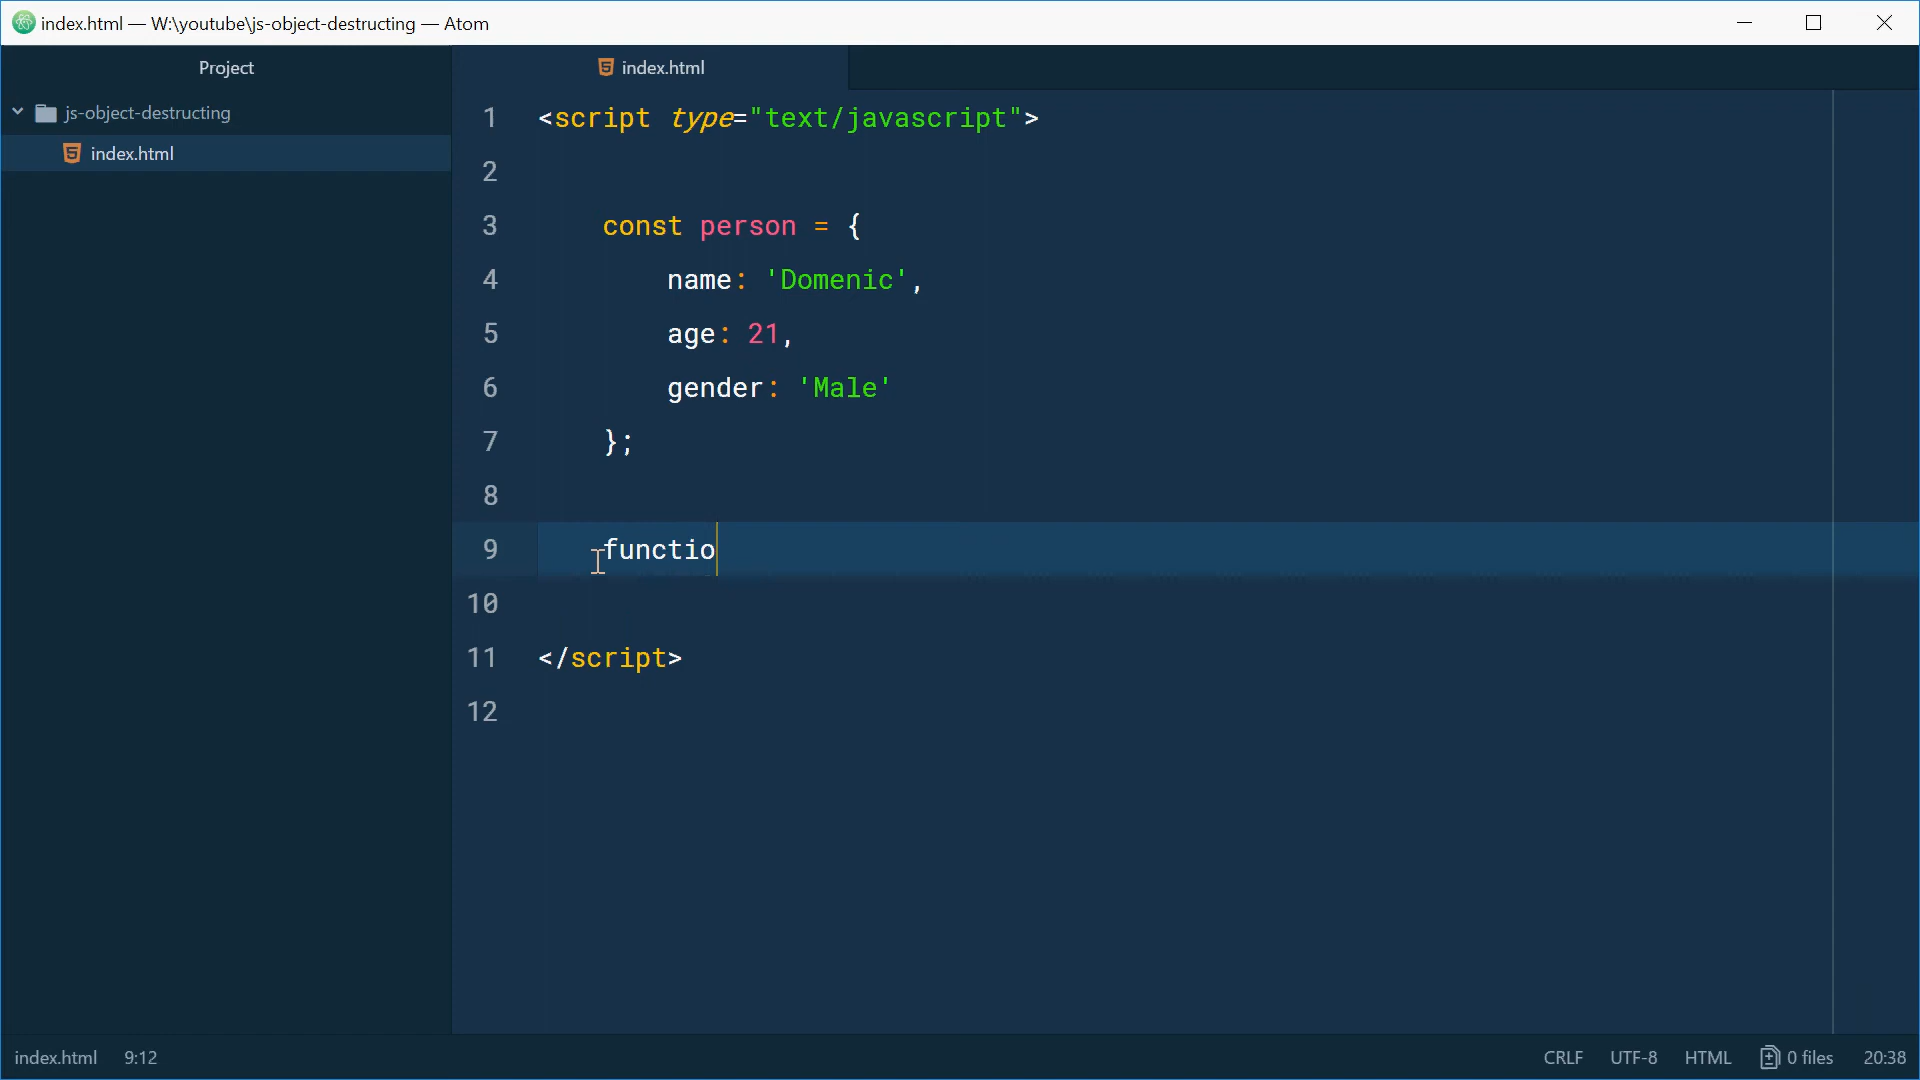 index.html — W:\youtube\js-object-destructing — Atom
Project
js-object-destructing
index.html
index.html
1 <script type="text/javascript">
2
3 const person = {
4 name: 'Domenic',
5 age: 21,
6 gender: 'Male'
7 };
8
9 functio
10
11 </script>
12
index.html 9:12 CRLF UTF-8 HTML 0 files 20:38